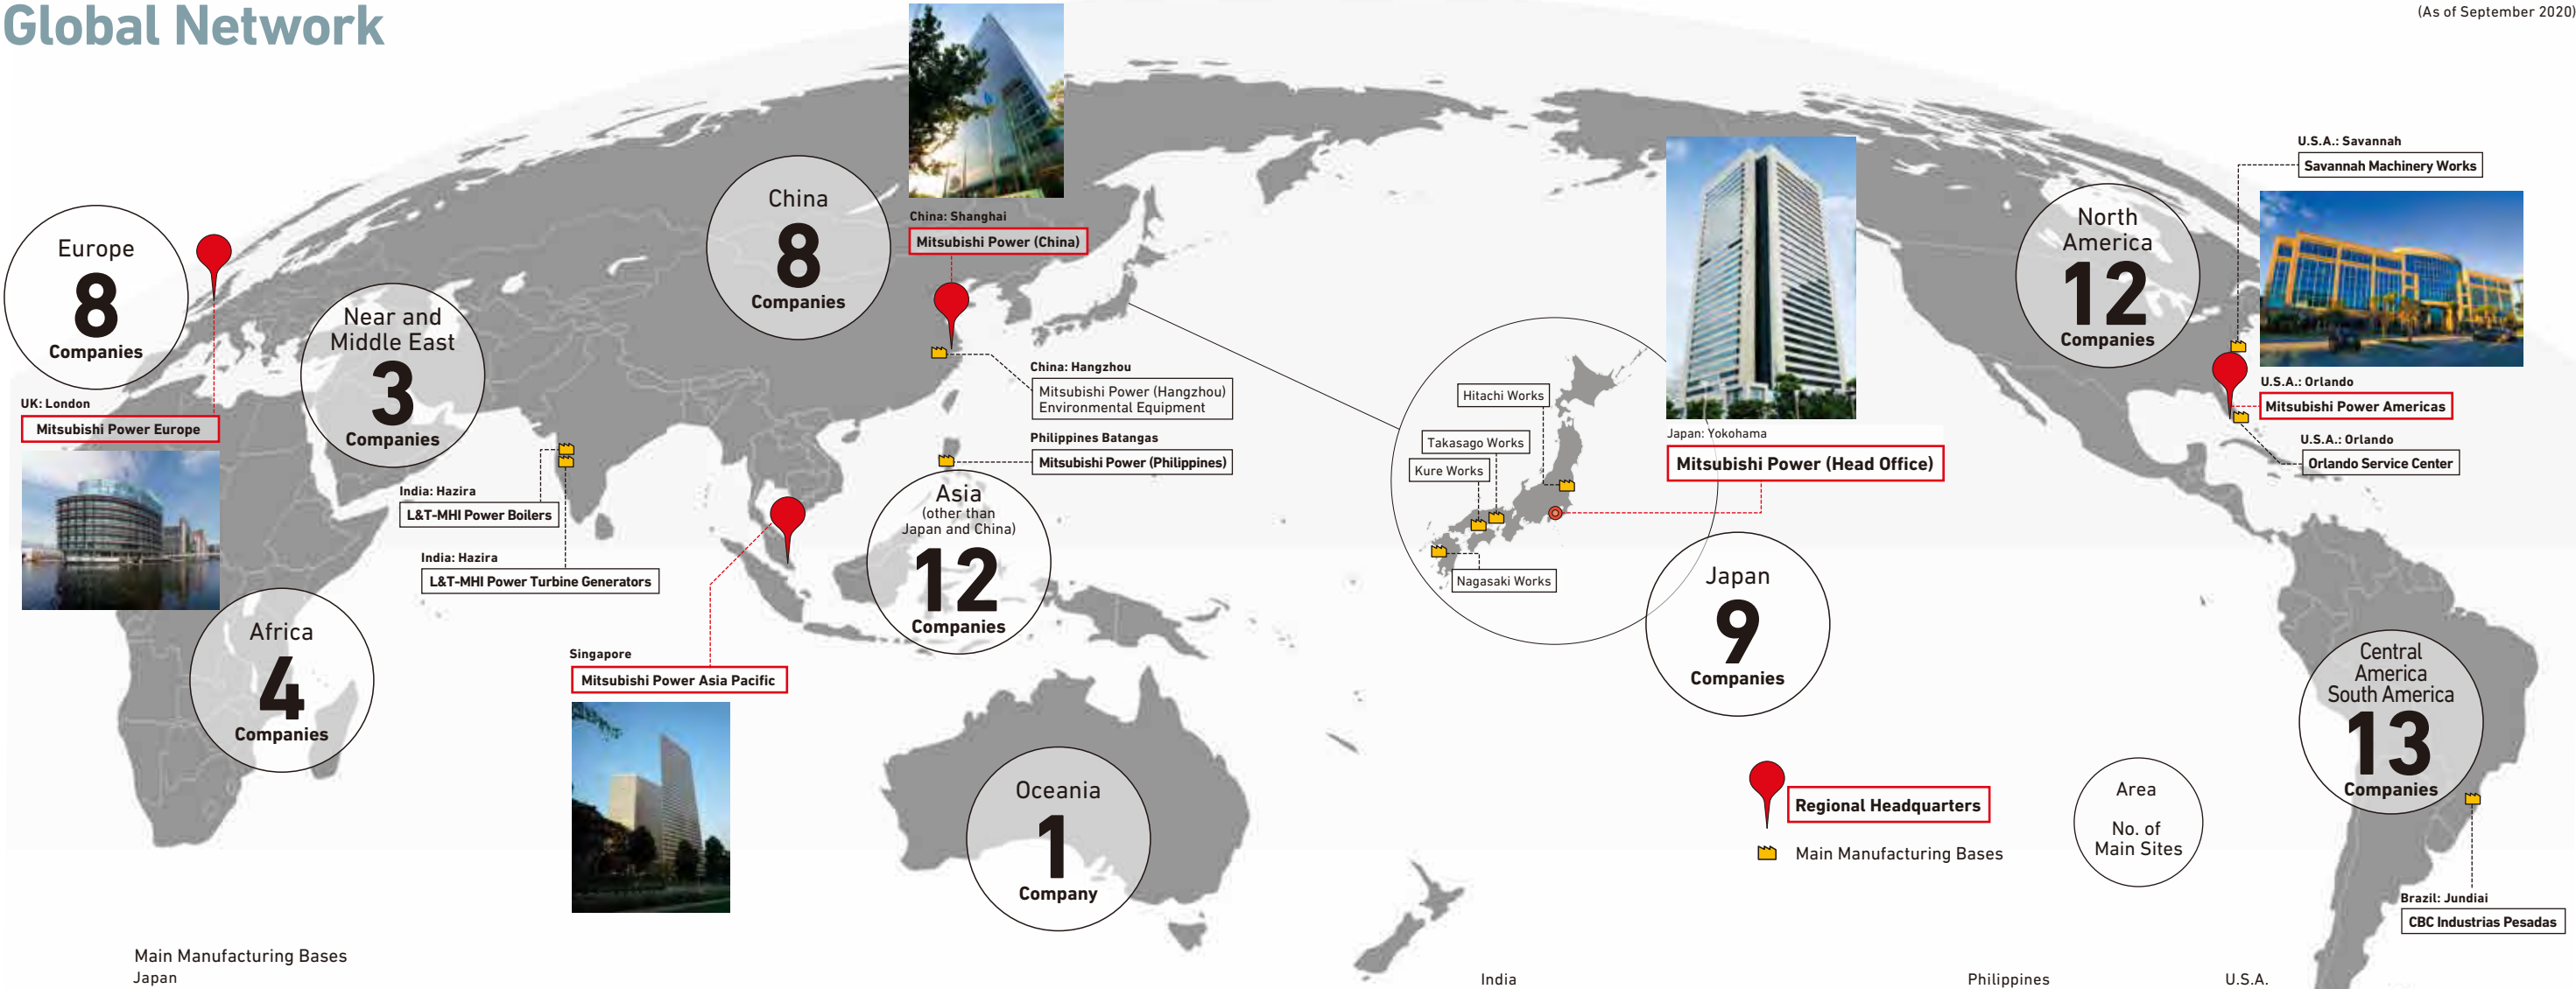 Global Network
(As of September 2020)
Europe
8
Companies
UK: London
Mitsubishi Power Europe
Near and
Middle East
3
Companies
Africa
4
Companies
India: Hazira
L&T-MHI Power Boilers
India: Hazira
L&T-MHI Power Turbine Generators
China
8
Companies
China: Shanghai
Mitsubishi Power (China)
China: Hangzhou
Mitsubishi Power (Hangzhou)
Environmental Equipment
Philippines Batangas
Mitsubishi Power (Philippines)
Asia
(other than
Japan and China)
12
Companies
Singapore
Mitsubishi Power Asia Pacific
Oceania
1
Company
Hitachi Works
Takasago Works
Kure Works
Nagasaki Works
Japan: Yokohama
Mitsubishi Power (Head Office)
Japan
9
Companies
North
America
12
Companies
U.S.A.: Savannah
Savannah Machinery Works
U.S.A.: Orlando
Mitsubishi Power Americas
U.S.A.: Orlando
Orlando Service Center
Central
America
South America
13
Companies
Brazil: Jundiai
CBC Industrias Pesadas
Regional Headquarters
Main Manufacturing Bases
Area
No. of
Main Sites
Main Manufacturing Bases
Japan
India
Philippines
U.S.A.